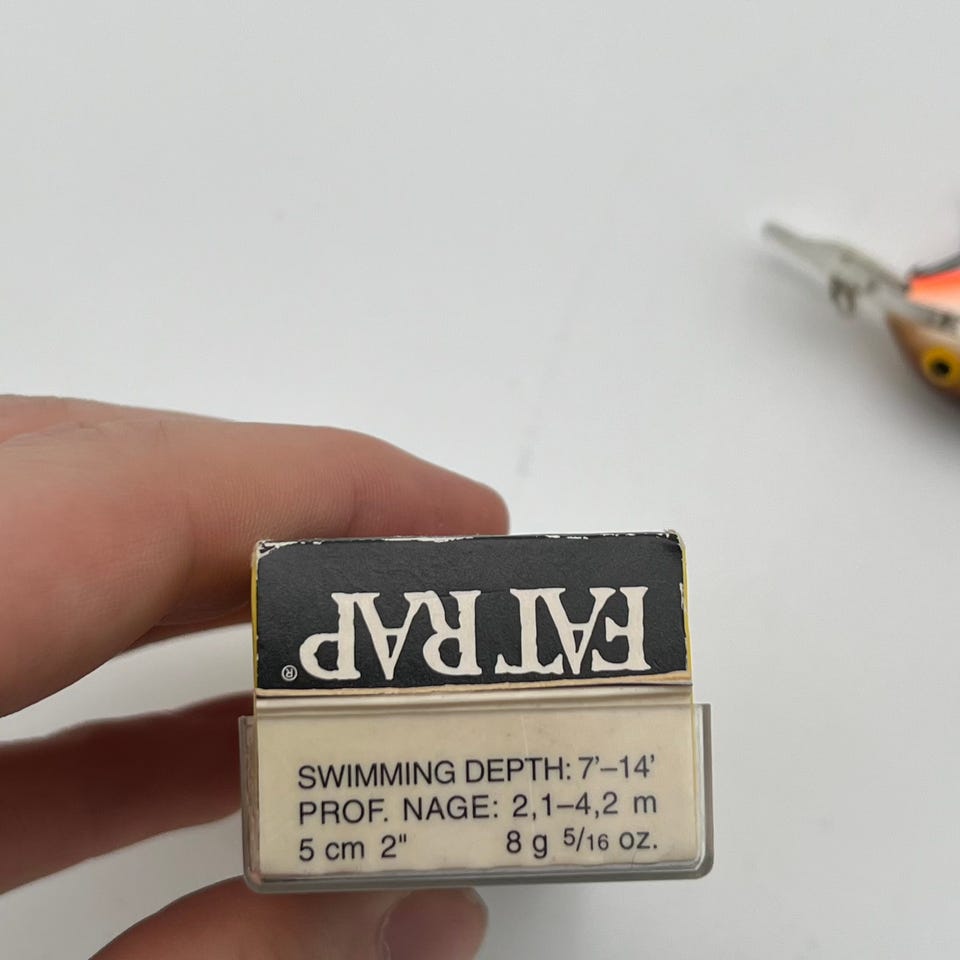 FAT RAP®
SWIMMING DEPTH: 7’–14’
PROF. NAGE: 2,1–4,2 m
5 cm 2" 8 g 5/16 oz.